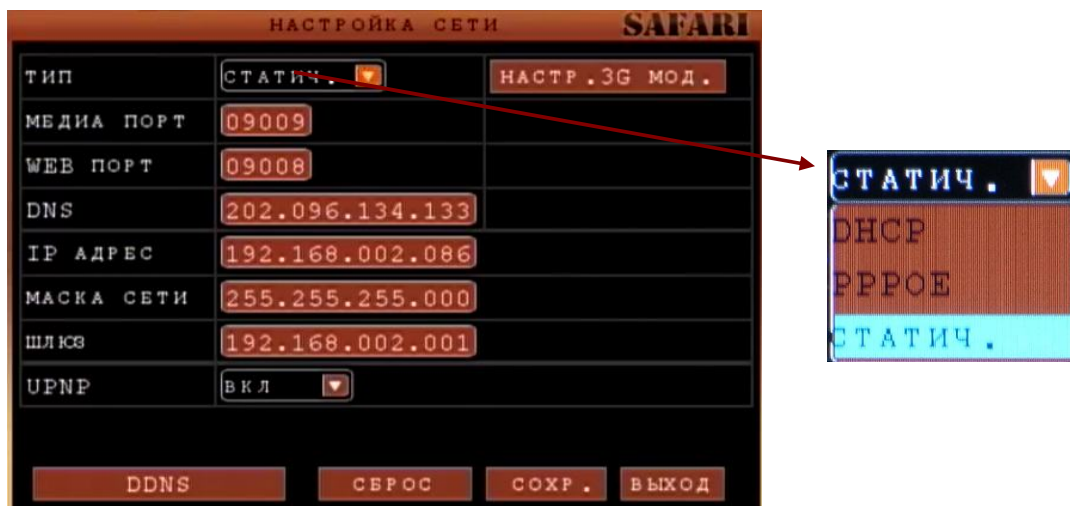 НАСТРОЙКА СЕТИ SAFARI
ТИП СТАТИЧ. НАСТР.3G МОД.
МЕДИА ПОРТ 09009
WEB ПОРТ 09008
DNS 202.096.134.133
IP АДРЕС 192.168.002.086
МАСКА СЕТИ 255.255.255.000
ШЛЮЗ 192.168.002.001
UPNP ВКЛ
DDNS СБРОС СОХР. ВЫХОД
СТАТИЧ.
DHCP
PPPOE
СТАТИЧ.